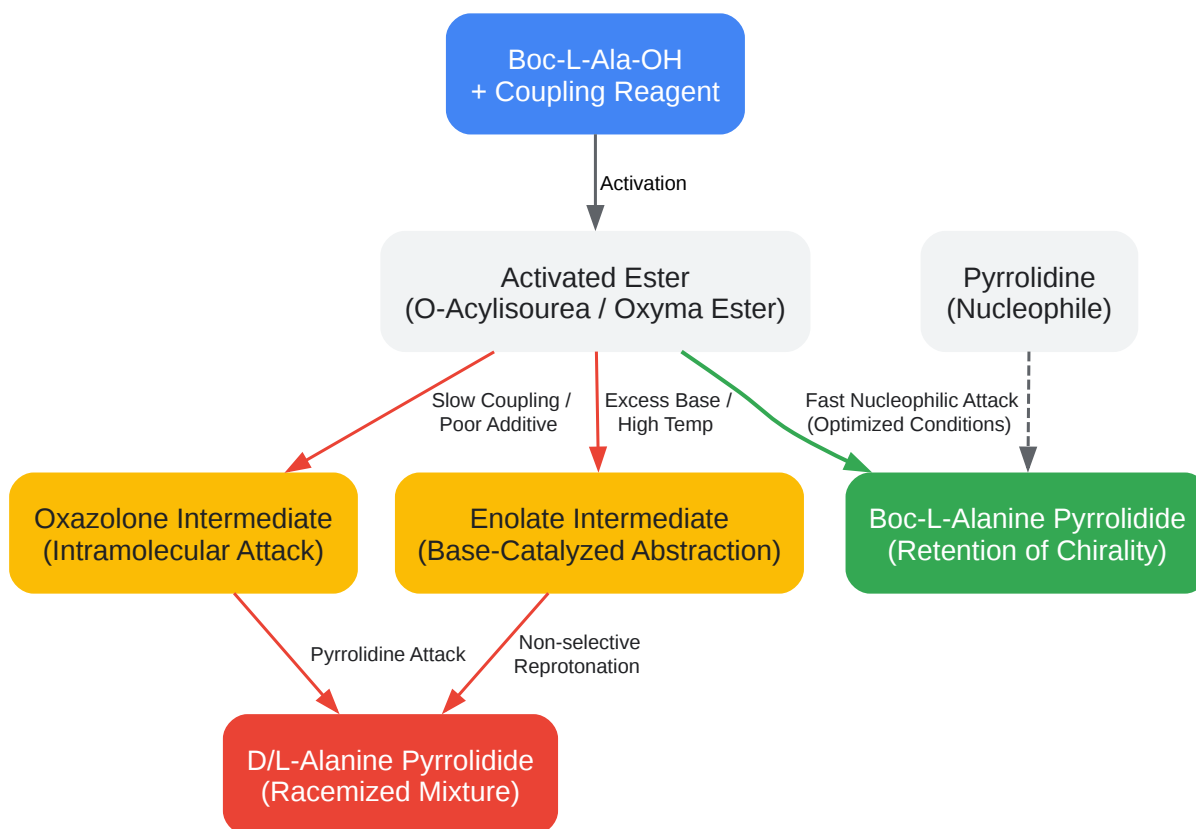 Boc-L-Ala-OH
+ Coupling Reagent
Activation
Activated Ester
(O-Acylisourea / Oxyma Ester)
Pyrrolidine
(Nucleophile)
Slow Coupling /
Poor Additive
Excess Base /
High Temp
Fast Nucleophilic Attack
(Optimized Conditions)
Oxazolone Intermediate
(Intramolecular Attack)
Enolate Intermediate
(Base-Catalyzed Abstraction)
Boc-L-Alanine Pyrrolidide
(Retention of Chirality)
Pyrrolidine Attack
Non-selective
Reprotonation
D/L-Alanine Pyrrolidide
(Racemized Mixture)